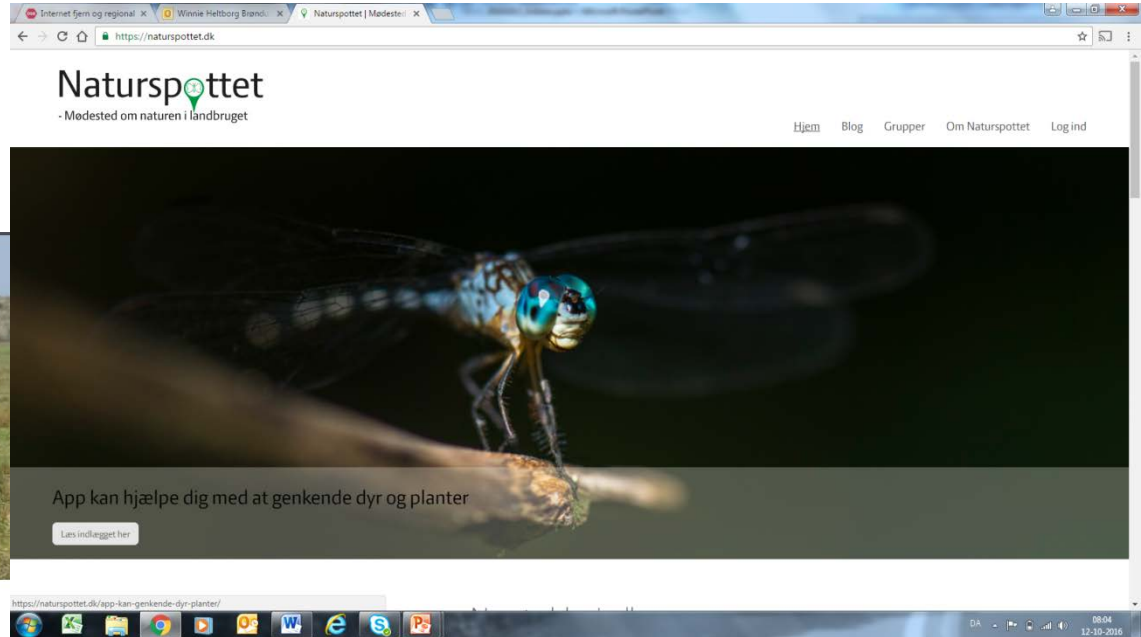 Internet fjern og regional
Winnie Heltborg Brøndu
Naturspottet | Mødested
https://naturspottet.dk
Naturspottet
- Mødested om naturen i landbruget
Hjem Blog Grupper Om Naturspottet Log ind
App kan hjælpe dig med at genkende dyr og planter
Læs indlægget her
https://naturspottet.dk/app-kan-genkende-dyr-planter/
DA
08:04
12-10-2016